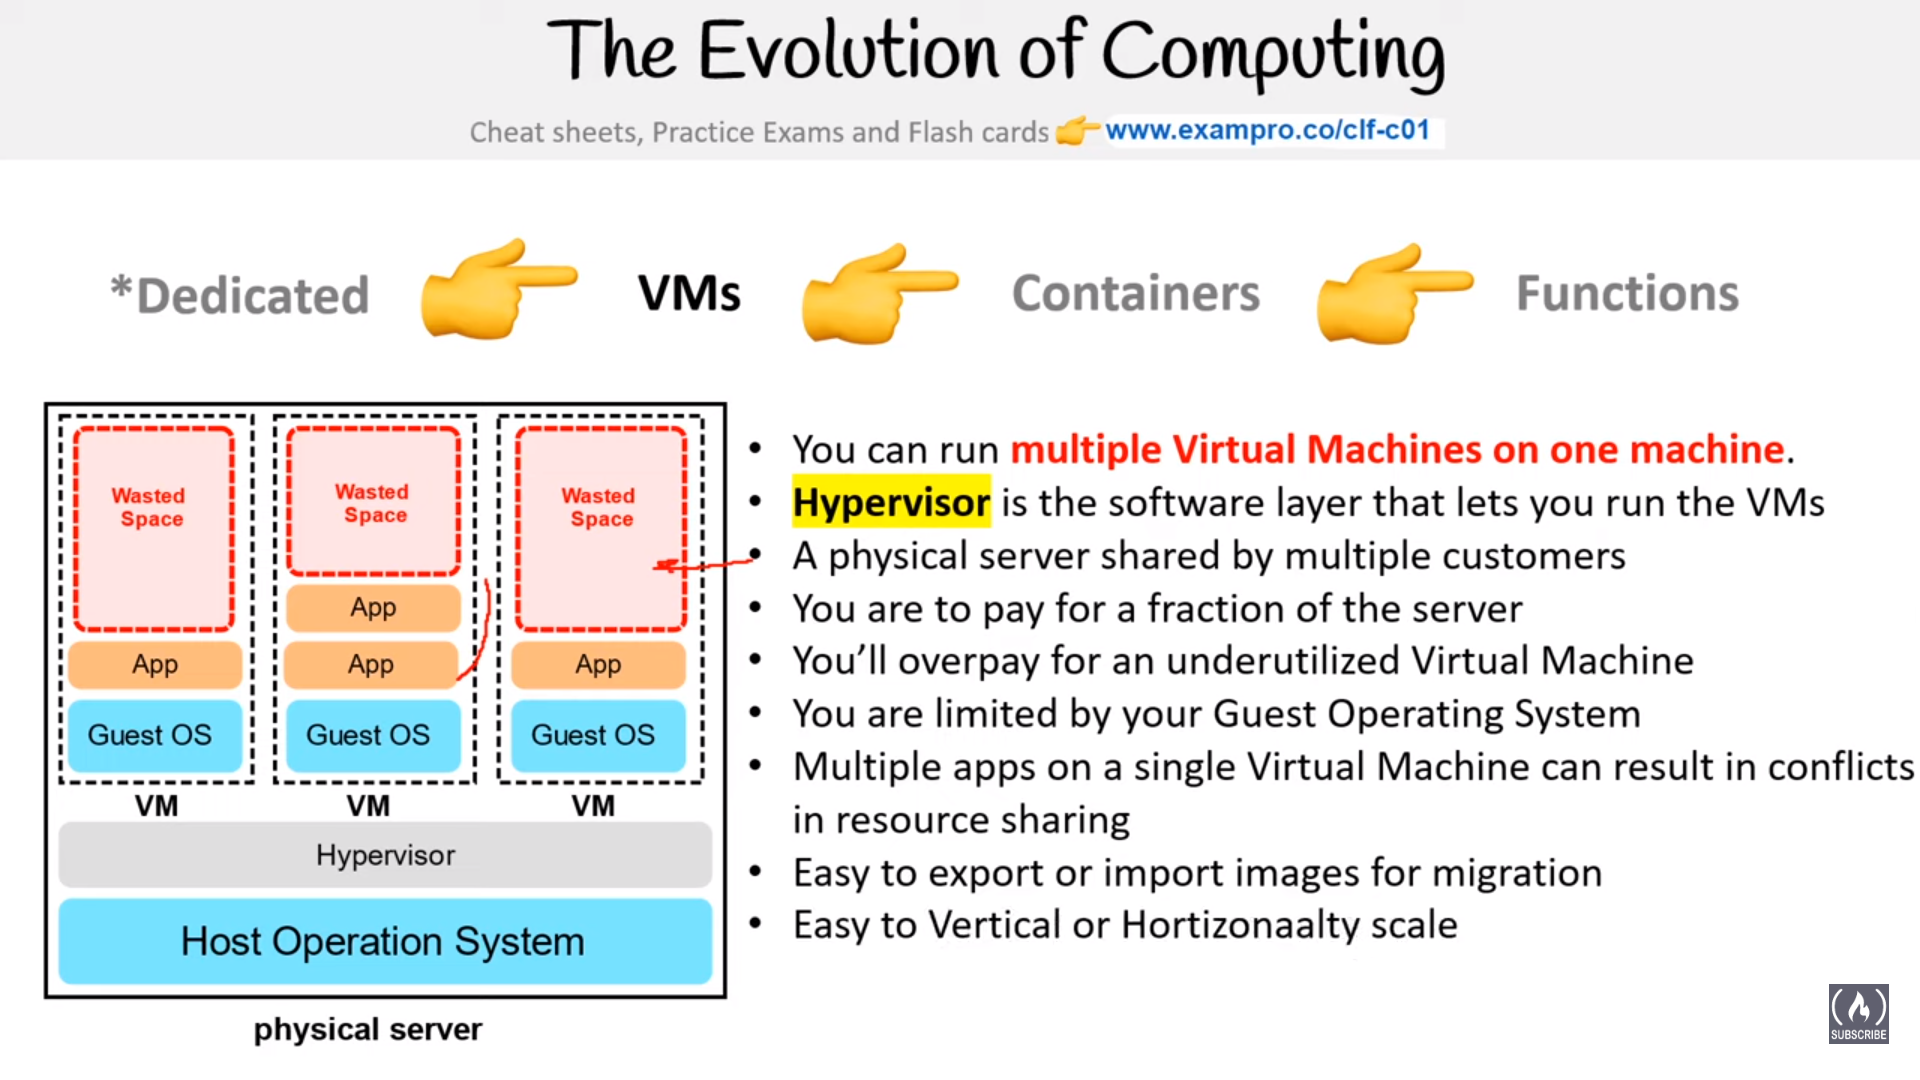 The Evolution of Computing
Cheat sheets, Practice Exams and Flash cards www.exampro.co/clf-c01
*Dedicated VMs Containers Functions
Wasted
Space
App
Guest OS
VM
Wasted
Space
App
App
Guest OS
VM
Wasted
Space
App
Guest OS
VM
Hypervisor
Host Operation System
physical server
• You can run multiple Virtual Machines on one machine.
• Hypervisor is the software layer that lets you run the VMs
• A physical server shared by multiple customers
• You are to pay for a fraction of the server
• You’ll overpay for an underutilized Virtual Machine
• You are limited by your Guest Operating System
• Multiple apps on a single Virtual Machine can result in conflicts
in resource sharing
• Easy to export or import images for migration
• Easy to Vertical or Hortizonaalty scale
SUBSCRIBE